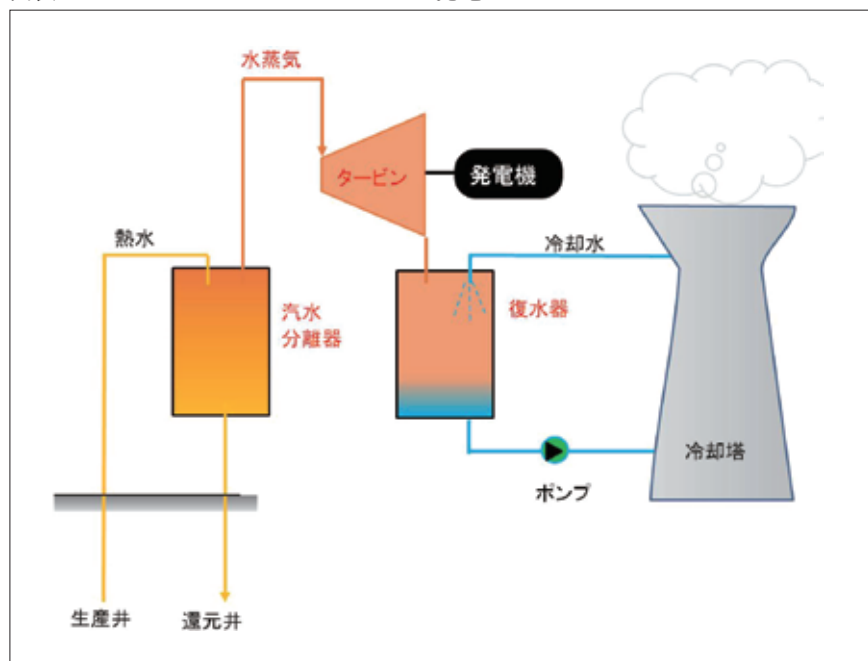 水蒸気
タービン
発電機
熱水
冷却水
汽水
分離器
復水器
冷却塔
ポンプ
生産井
還元井